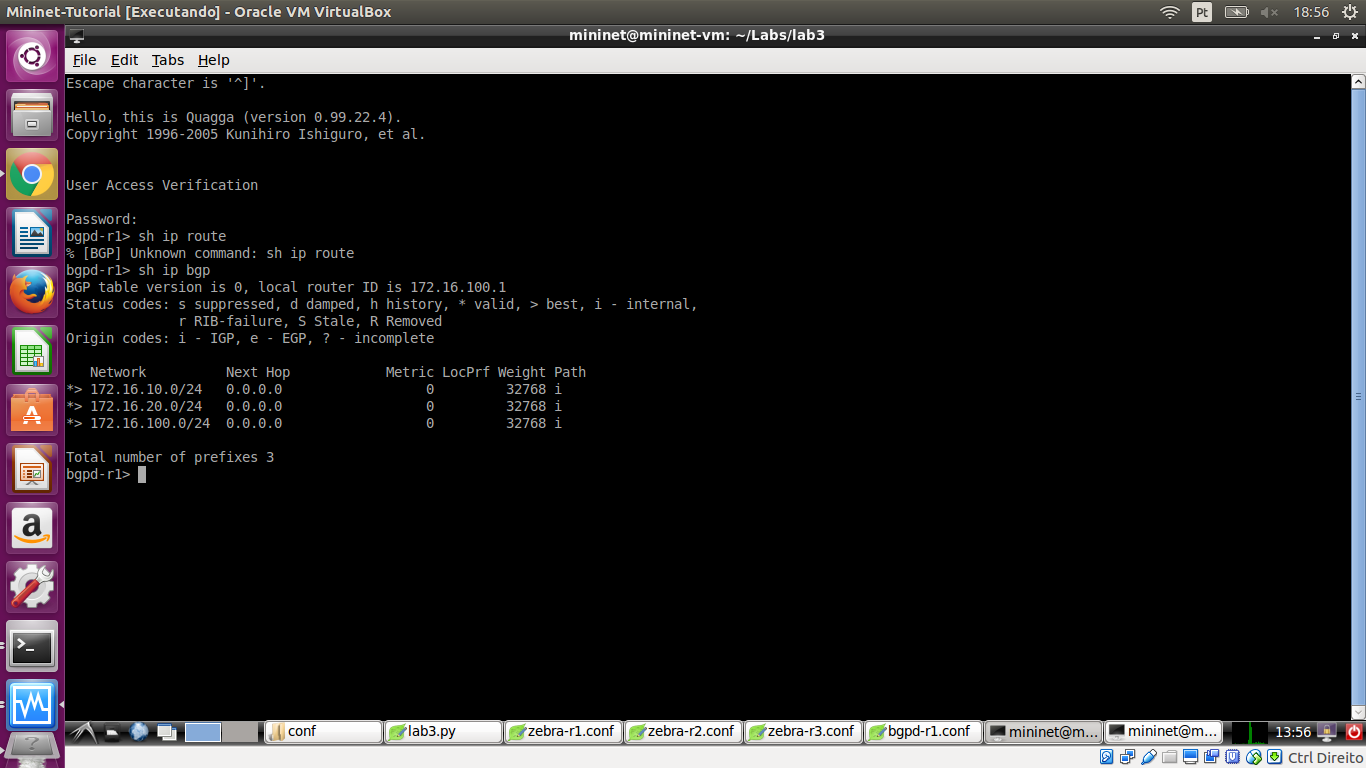 Mininet-Tutorial [Executando] - Oracle VM VirtualBox
Pt
18:56
mininet@mininet-vm: ~/Labs/lab3
File Edit Tabs Help
Escape character is '^]'.
Hello, this is Quagga (version 0.99.22.4).
Copyright 1996-2005 Kunihiro Ishiguro, et al.
User Access Verification
Password:
bgpd-r1> sh ip route
% [BGP] Unknown command: sh ip route
bgpd-r1> sh ip bgp
BGP table version is 0, local router ID is 172.16.100.1
Status codes: s suppressed, d damped, h history, * valid, > best, i - internal,
              r RIB-failure, S Stale, R Removed
Origin codes: i - IGP, e - EGP, ? - incomplete
   Network          Next Hop            Metric LocPrf Weight Path
*> 172.16.10.0/24   0.0.0.0                  0         32768 i
*> 172.16.20.0/24   0.0.0.0                  0         32768 i
*> 172.16.100.0/24  0.0.0.0                  0         32768 i
Total number of prefixes 3
bgpd-r1>
conf lab3.py zebra-r1.conf zebra-r2.conf zebra-r3.conf bgpd-r1.conf mininet@m... mininet@m... 13:56
Ctrl Direito